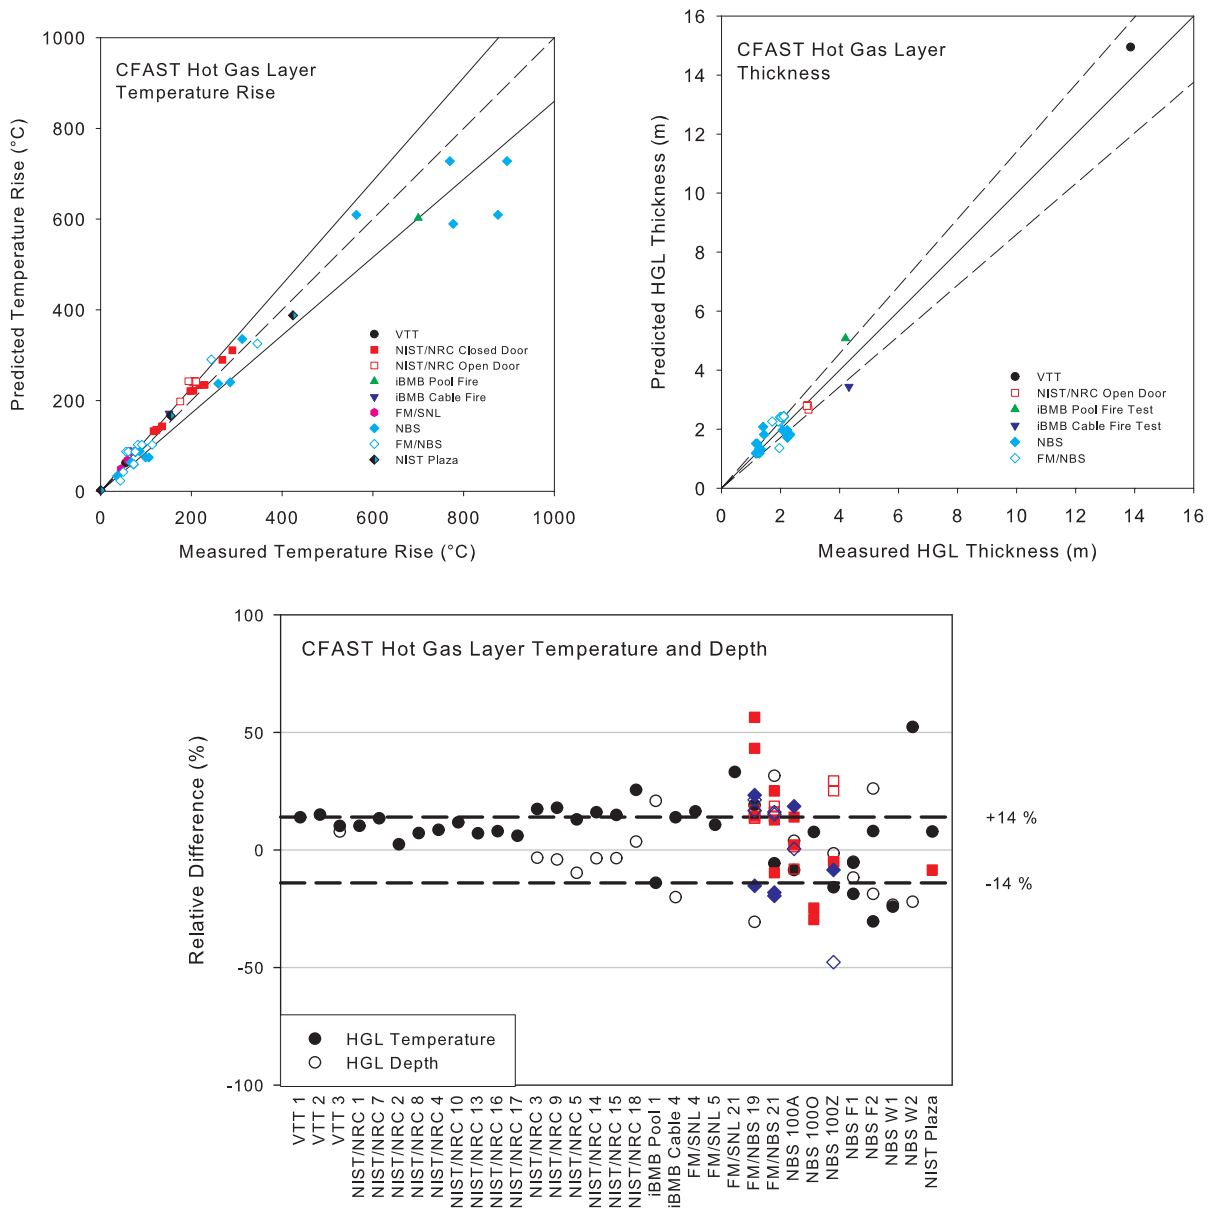 CFAST Hot Gas Layer
Temperature Rise
Predicted Temperature Rise (°C)
1000
800
600
400
200
0
0 200 400 600 800 1000
Measured Temperature Rise (°C)
VTT
NIST/NRC Closed Door
NIST/NRC Open Door
iBMB Pool Fire
iBMB Cable Fire
FM/SNL
NBS
FM/NBS
NIST Plaza
CFAST Hot Gas Layer
Thickness
Predicted HGL Thickness (m)
16
14
12
10
8
6
4
2
0
0 2 4 6 8 10 12 14 16
Measured HGL Thickness (m)
VTT
NIST/NRC Open Door
iBMB Pool Fire Test
iBMB Cable Fire Test
NBS
FM/NBS
CFAST Hot Gas Layer Temperature and Depth
Relative Difference (%)
100
50
0
-50
-100
+14 %
-14 %
HGL Temperature
HGL Depth
VTT 1
VTT 2
VTT 3
NIST/NRC 1
NIST/NRC 7
NIST/NRC 2
NIST/NRC 8
NIST/NRC 4
NIST/NRC 10
NIST/NRC 13
NIST/NRC 16
NIST/NRC 17
NIST/NRC 3
NIST/NRC 9
NIST/NRC 5
NIST/NRC 14
NIST/NRC 15
NIST/NRC 18
iBMB Pool 1
iBMB Cable 4
FM/SNL 4
FM/SNL 5
FM/SNL 21
FM/NBS 19
FM/NBS 21
NBS 100A
NBS 100O
NBS 100Z
NBS F1
NBS F2
NBS W1
NBS W2
NIST Plaza